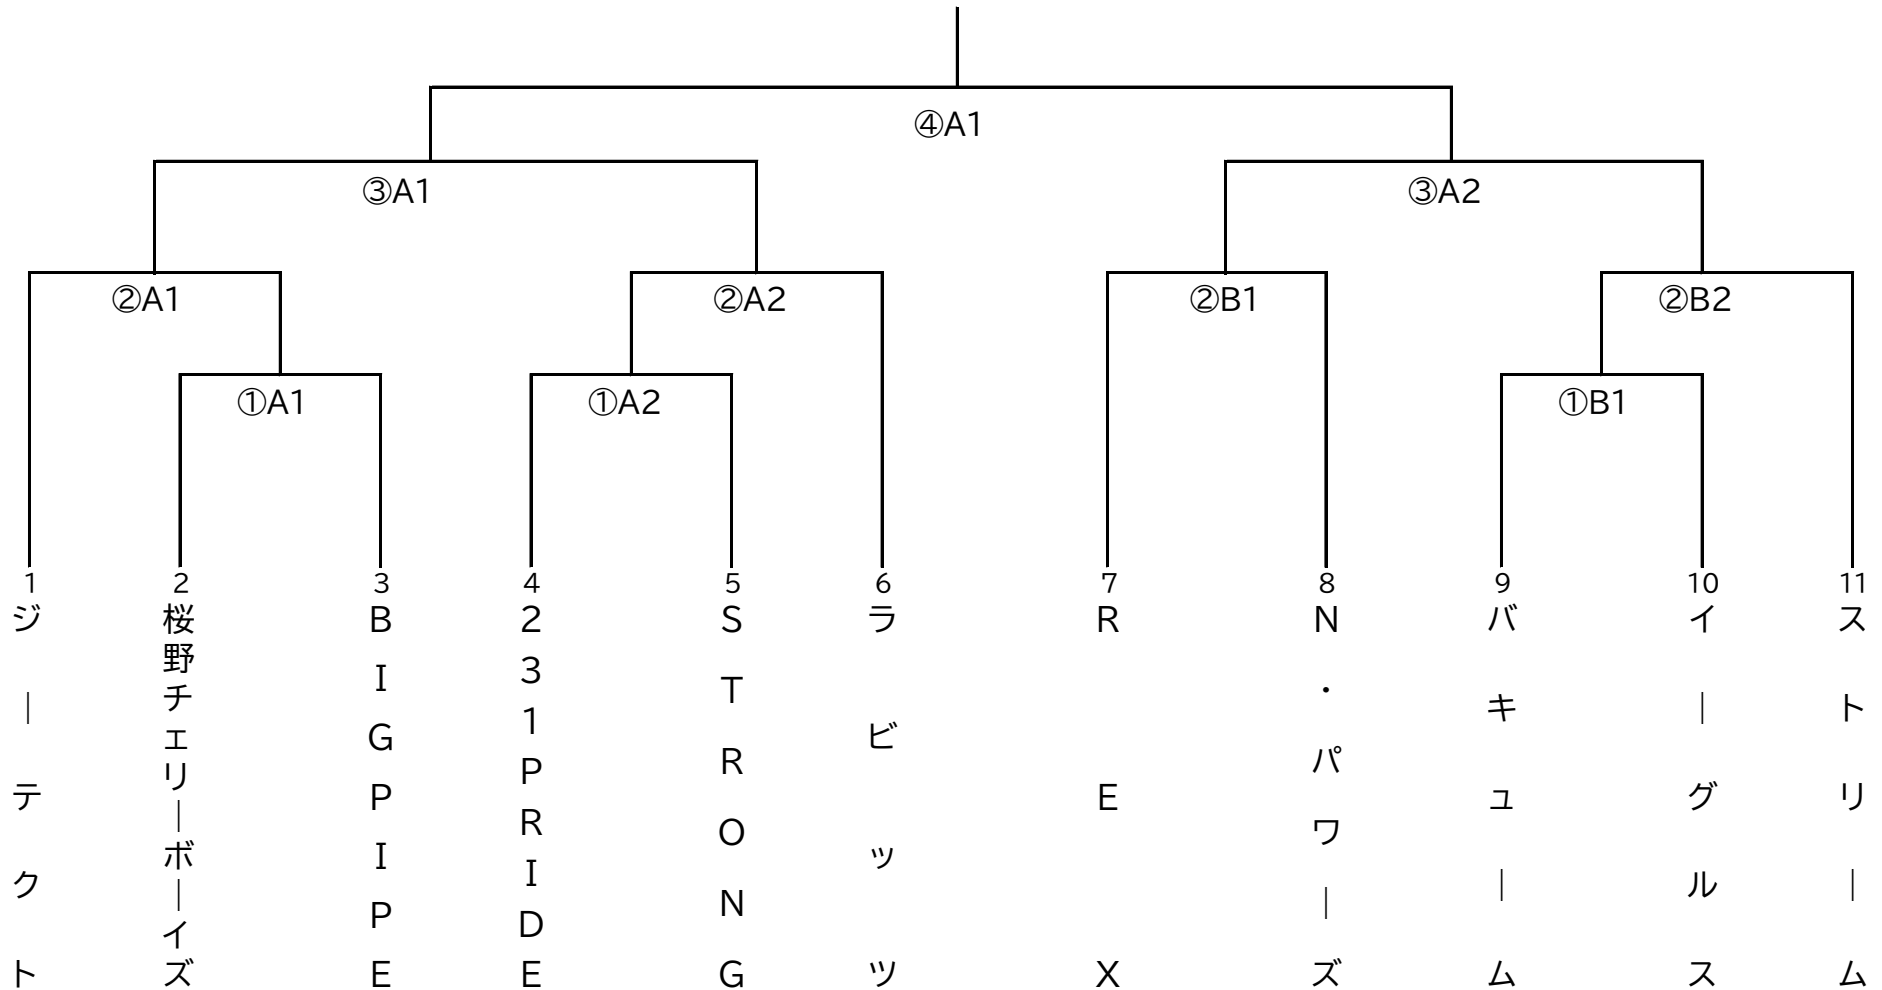 ④A1
③A1
③A2
②A1
②A2
②B1
②B2
①A1
①A2
①B1
1
2
3
4
5
6
7
8
9
10
11
ジーテクト
桜野チェリーボーイズ
BIGPIPE
231PRIDE
STRONG
ラビッツ
REX
N・パワーズ
バキューム
イーグルス
ストリーム